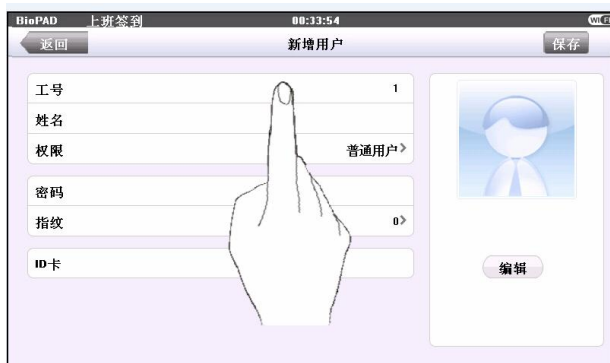 BioPAD 上班签到 00:33:54 WIFI
返回 新增用户 保存
工号 1
姓名
权限 普通用户>
密码
指纹 0>
ID卡
编辑